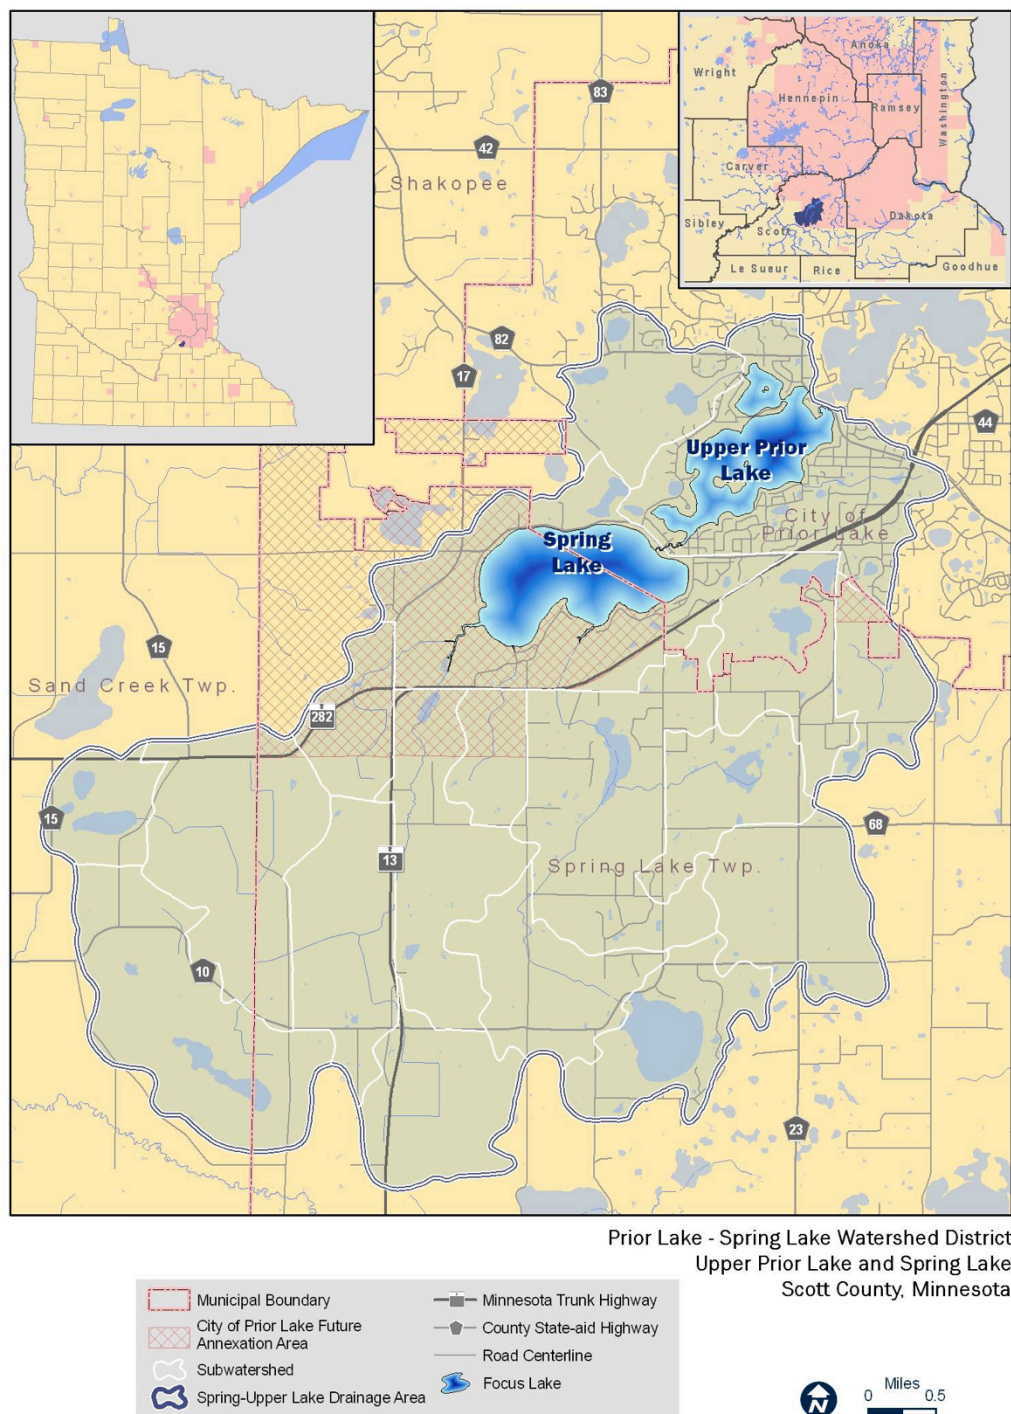 83
42
Shakopee
82
17
Wright
Anoka
Hennepin
Ramsey
Washington
Carver
Dakota
Sibley
Scott
Le Sueur
Rice
Goodhue
44
Upper Prior
Lake
City of
Prior Lake
Spring
Lake
15
Sand Creek Twp.
282
15
68
13
Spring Lake Twp.
10
23
Prior Lake - Spring Lake Watershed District
Upper Prior Lake and Spring Lake
Scott County, Minnesota
Municipal Boundary
City of Prior Lake Future
Annexation Area
Subwatershed
Spring-Upper Lake Drainage Area
Minnesota Trunk Highway
County State-aid Highway
Road Centerline
Focus Lake
N
Miles
0 0.5